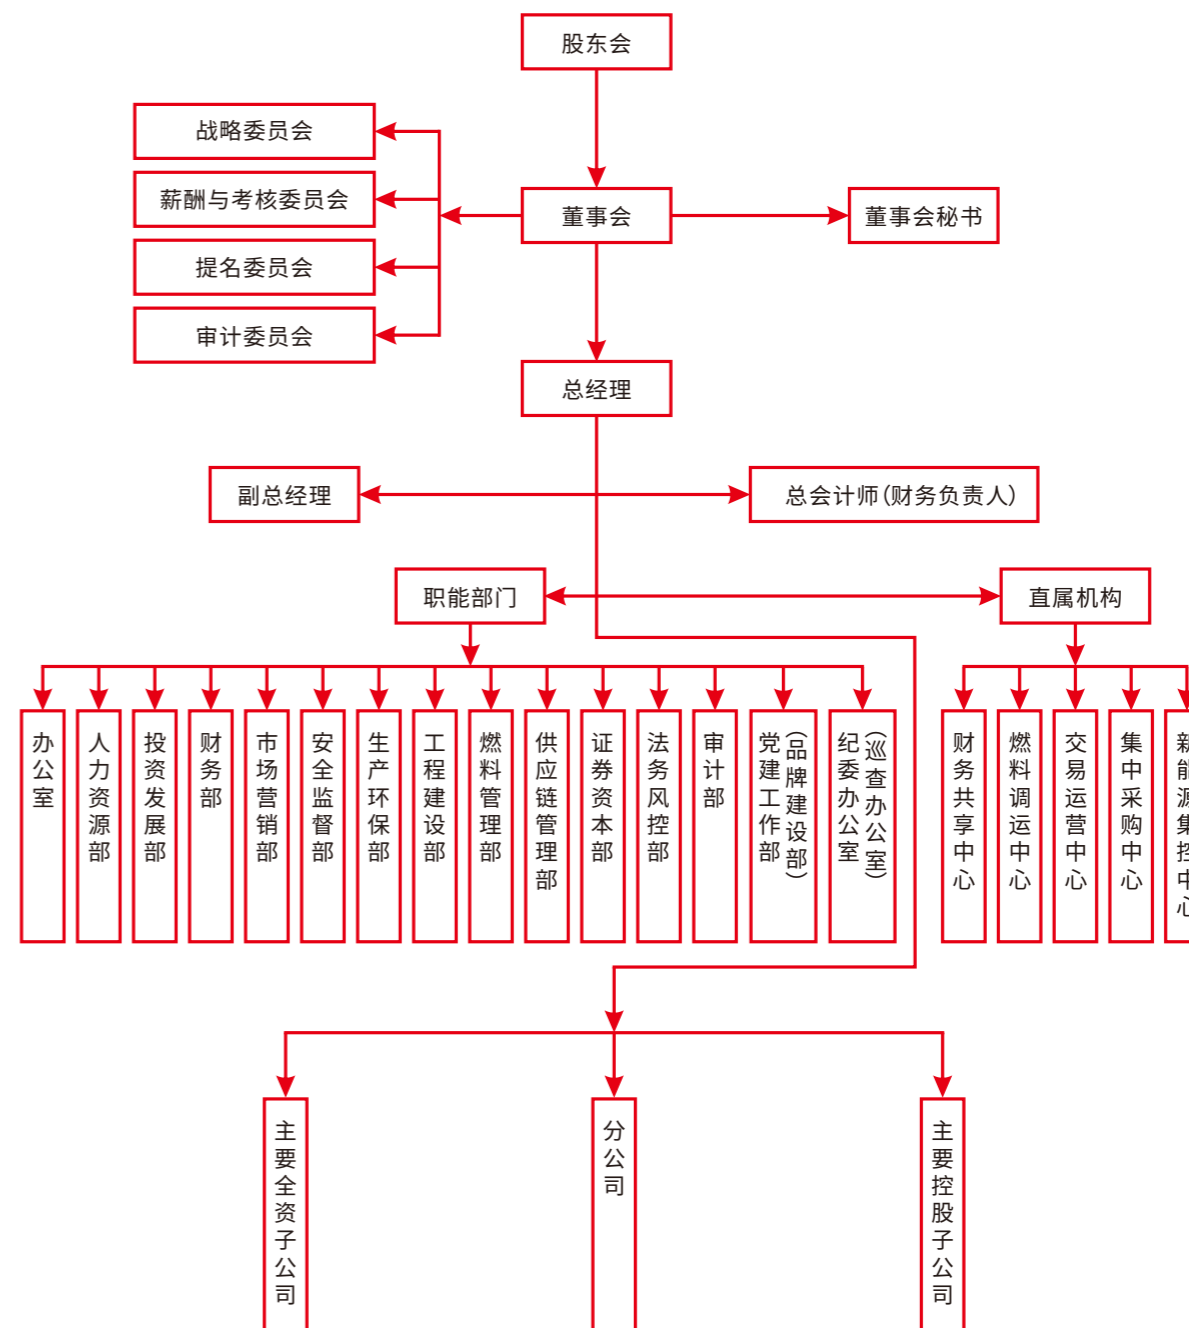 股东会
战略委员会
薪酬与考核委员会
提名委员会
审计委员会
董事会
董事会秘书
总经理
副总经理
总会计师(财务负责人)
职能部门
直属机构
办公室
人力资源部
投资发展部
财务部
市场营销部
安全监督部
生产环保部
工程建设部
燃料管理部
供应链管理部
证券资本部
法务风控部
审计部
党建工作部
(品牌建设部)
纪委办公室
(巡查办公室)
财务共享中心
燃料调运中心
交易运营中心
集中采购中心
新能源集控中心
主要全资子公司
分公司
主要控股子公司